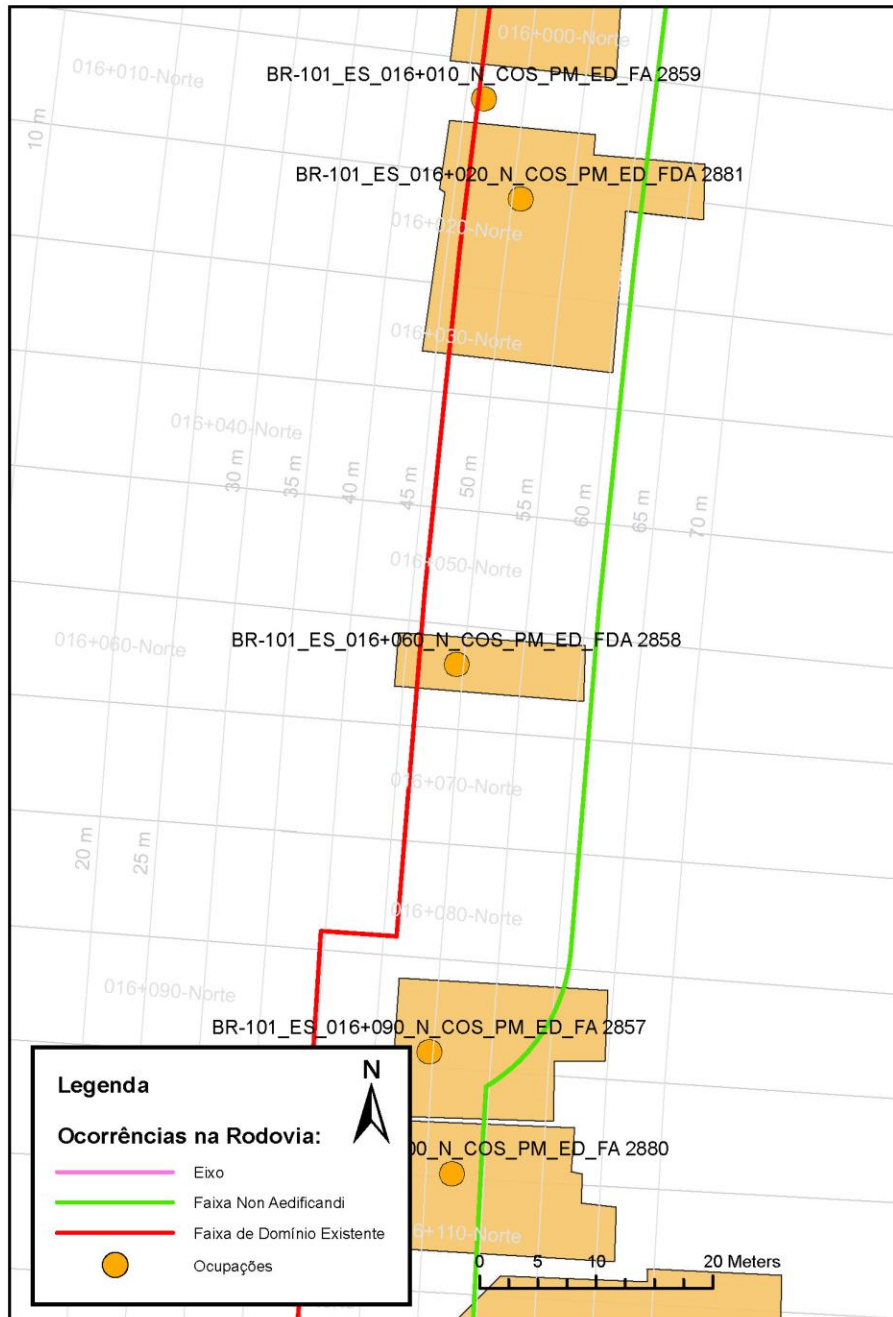 016+000-Norte
016+010-Norte
BR-101_ES_016+010_N_COS_PM_ED_FA 2859
10 m
BR-101_ES_016+020_N_COS_PM_ED_FDA 2881
016+020-Norte
016+030-Norte
016+040-Norte
30 m
35 m
40 m
45 m
50 m
55 m
60 m
65 m
70 m
016+050-Norte
BR-101_ES_016+060_N_COS_PM_ED_FDA 2858
016+060-Norte
016+070-Norte
20 m
25 m
016+080-Norte
016+090-Norte
BR-101_ES_016+090_N_COS_PM_ED_FA 2857
00_N_COS_PM_ED_FA 2880
+110-Norte
Legenda
N
Ocorrências na Rodovia:
Eixo
Faixa Non Aedificandi
Faixa de Domínio Existente
Ocupações
0 5 10 20 Meters